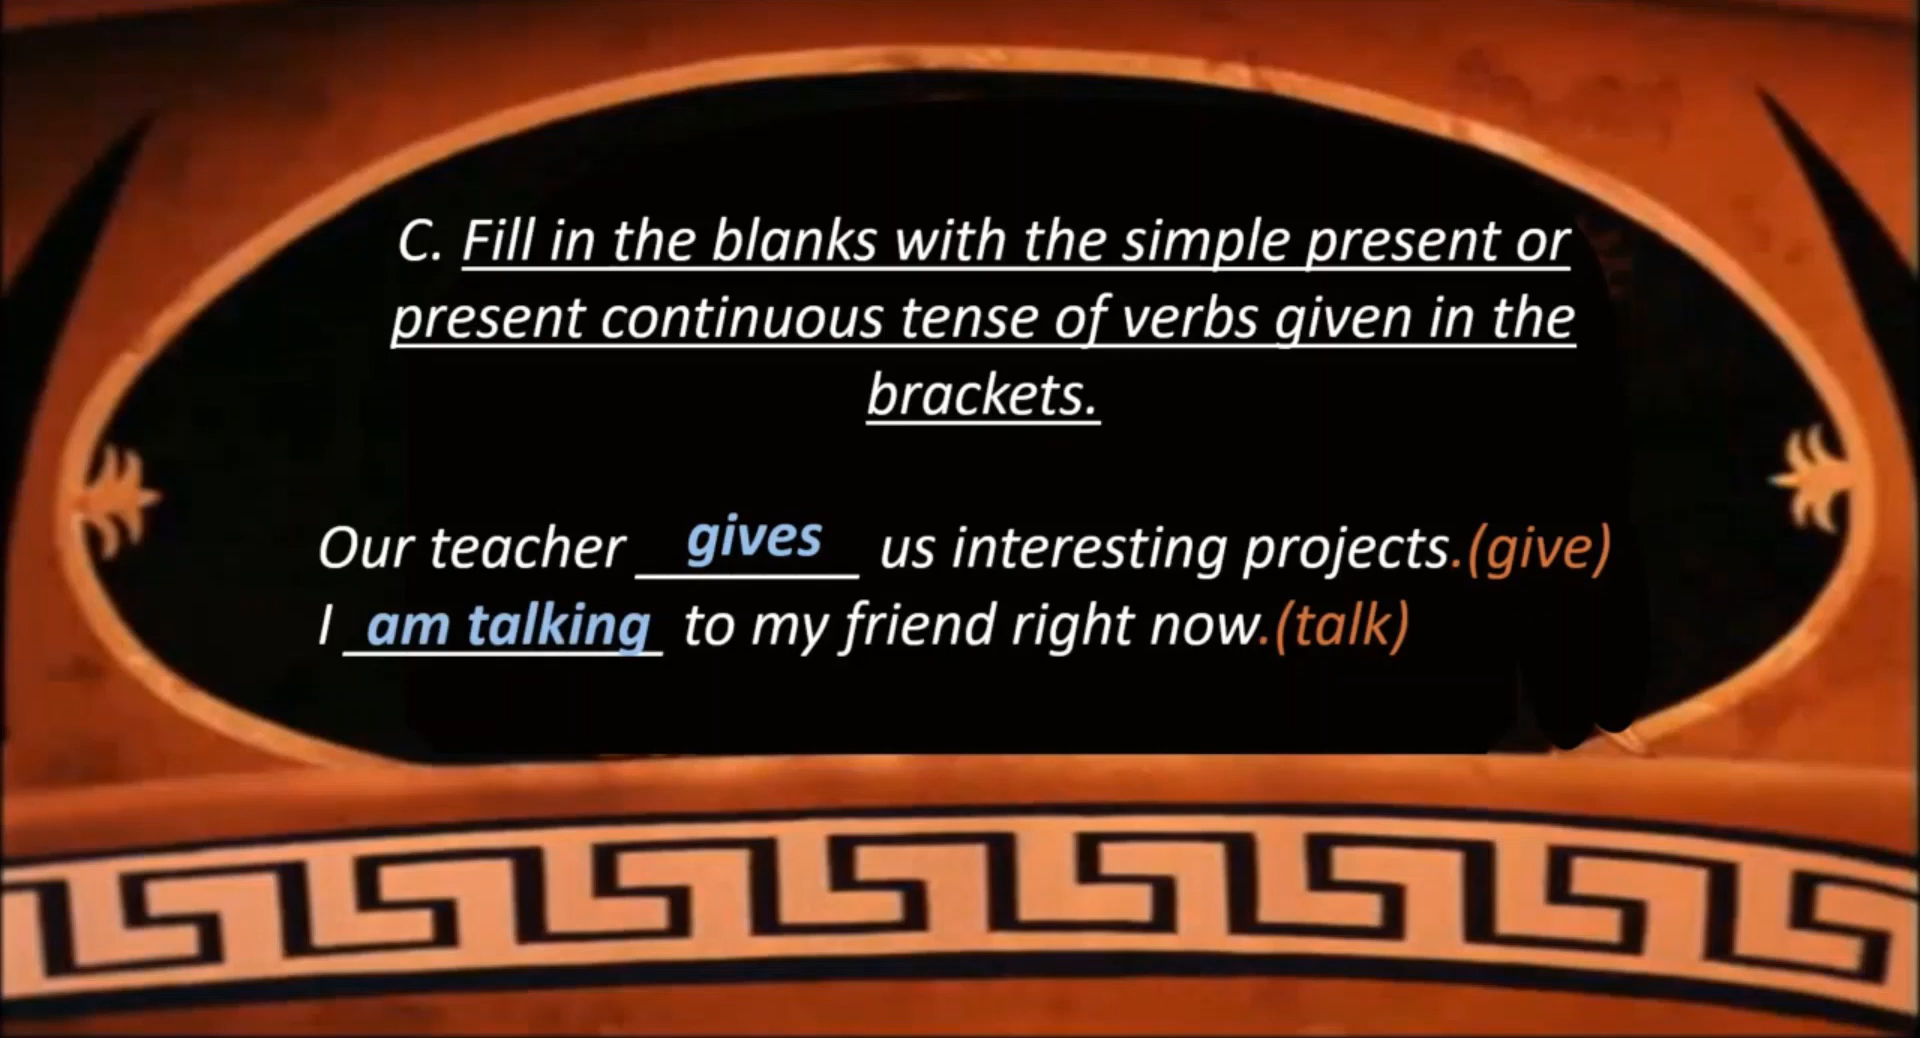 C. Fill in the blanks with the simple present or
present continuous tense of verbs given in the
brackets.
Our teacher gives us interesting projects.(give)
I am talking to my friend right now.(talk)